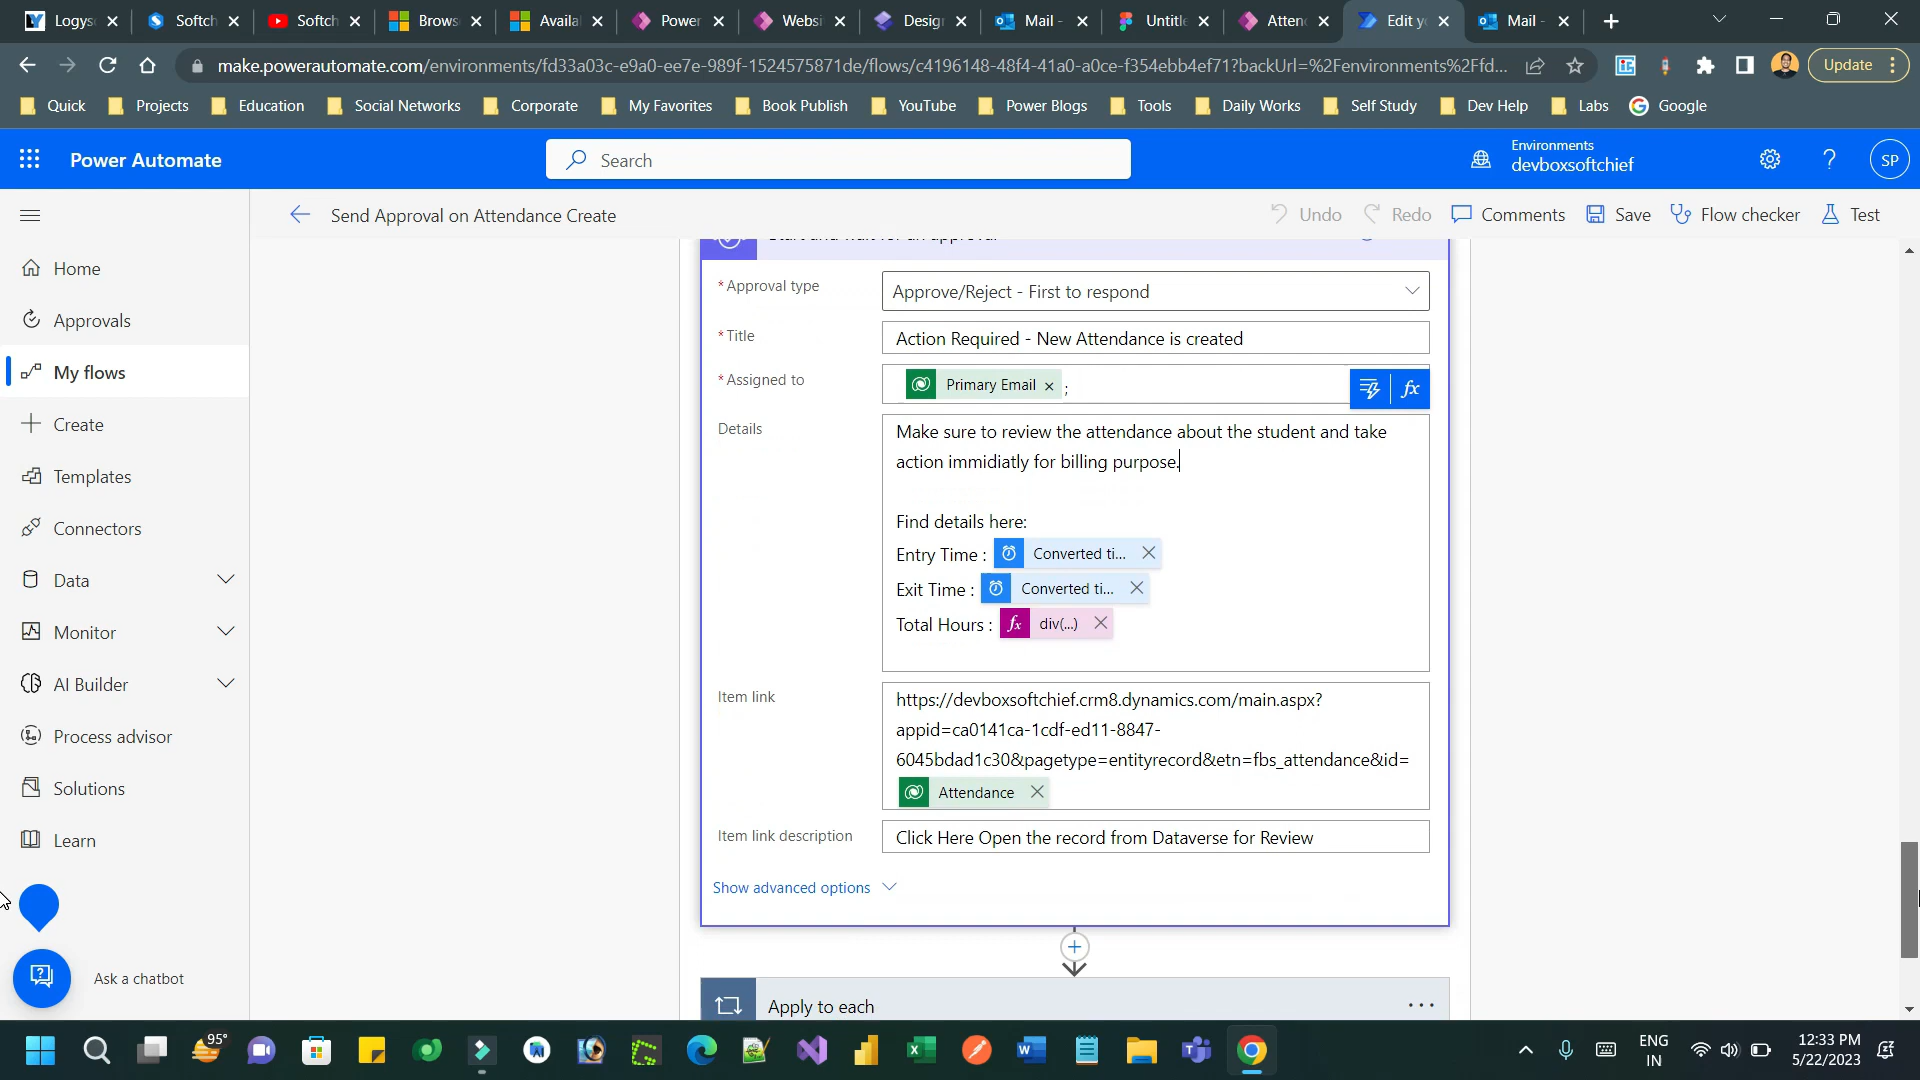 Logys
Softch
Softch
Brows
Availa
Power
Websi
Desig
Mail -
Untitle
Atten
Edit y
Mail -
make.powerautomate.com/environments/fd33a03c-e9a0-ee7e-989f-1524575871de/flows/c4196148-48f4-41a0-a0ce-f354ebb4ef71?backUrl=%2Fenvironments%2Ffd...
Update
Quick
Projects
Education
Social Networks
Corporate
My Favorites
Book Publish
YouTube
Power Blogs
Tools
Daily Works
Self Study
Dev Help
Labs
Google
Power Automate
Search
Environments
devboxsoftchief
SP
Send Approval on Attendance Create
Undo
Redo
Comments
Save
Flow checker
Test
Home
Approvals
My flows
Create
Templates
Connectors
Data
Monitor
AI Builder
Process advisor
Solutions
Learn
Ask a chatbot
Start and wait for an approval
* Approval type
Approve/Reject - First to respond
* Title
Action Required - New Attendance is created
* Assigned to
Primary Email × ;
fx
Details
Make sure to review the attendance about the student and take
action immidiatly for billing purpose.
Find details here:
Entry Time : Converted ti...
Exit Time : Converted ti...
Total Hours : fx div(...)
Item link
https://devboxsoftchief.crm8.dynamics.com/main.aspx?
appid=ca0141ca-1cdf-ed11-8847-
6045bdad1c30&pagetype=entityrecord&etn=fbs_attendance&id=
Attendance
Item link description
Click Here Open the record from Dataverse for Review
Show advanced options
Apply to each
95°
ENG
IN
12:33 PM
5/22/2023